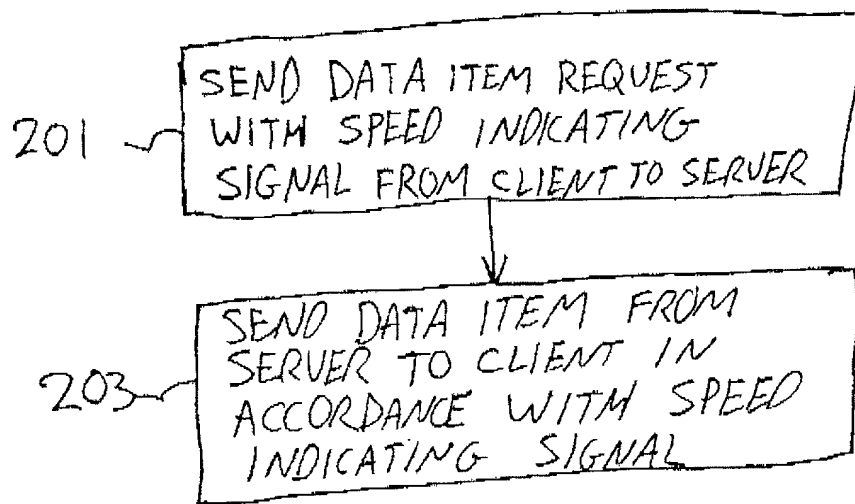 SEND DATA ITEM REQUEST
201 WITH SPEED INDICATING
SIGNAL FROM CLIENT TO SERVER
SEND DATA ITEM FROM
SERVER TO CLIENT IN
203 ACCORDANCE WITH SPEED
INDICATING SIGNAL